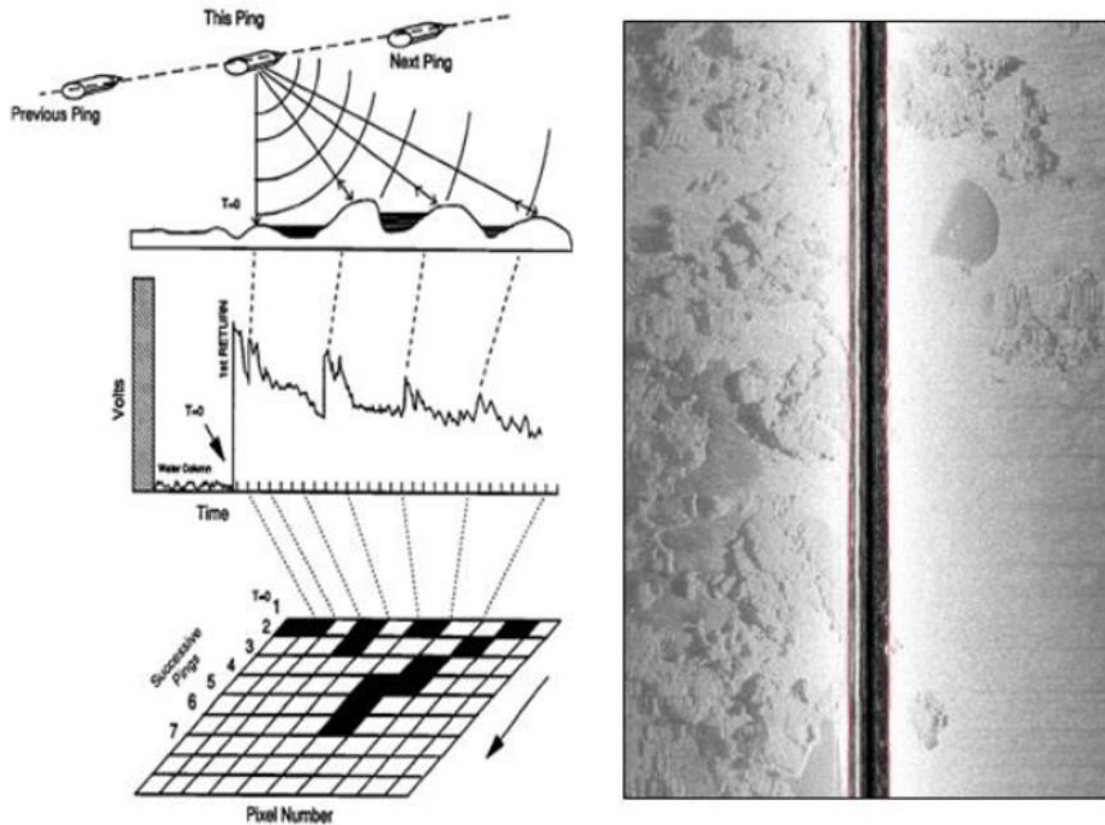 This Ping
Next Ping
Previous Ping
T=0
Volts
1st RETURN
T=0
Water Column
Time
T=0
Successive
Pings
1
2
3
4
5
6
7
Pixel Number